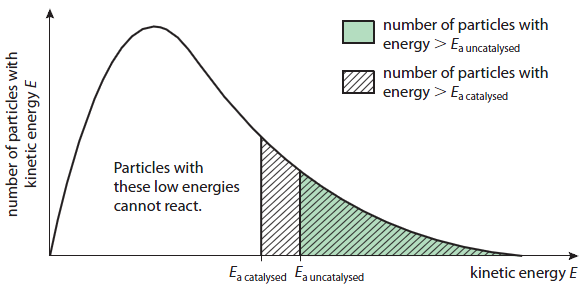 number of particles with
kinetic energy E
number of particles with
energy > Ea uncatalysed
number of particles with
energy > Ea catalysed
Particles with
these low energies
cannot react.
Ea catalysed
Ea uncatalysed
kinetic energy E